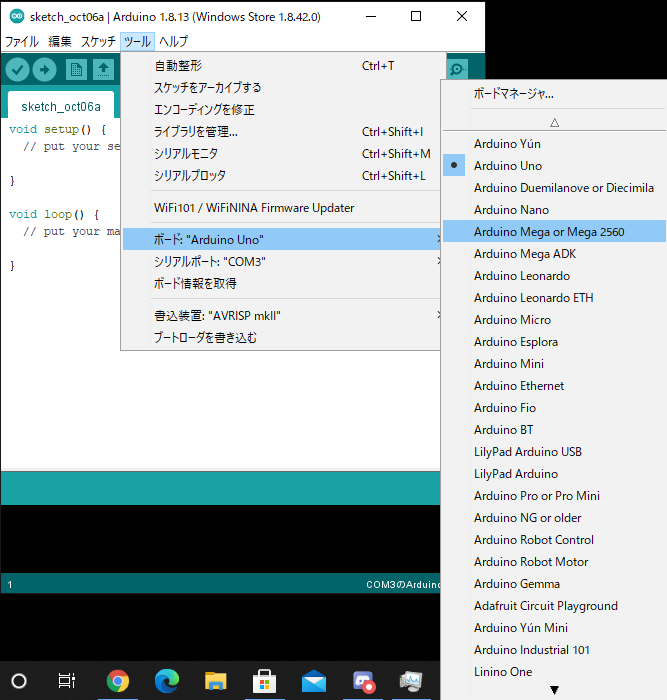 sketch_oct06a | Arduino 1.8.13 (Windows Store 1.8.42.0)
ファイル 編集 スケッチ ツール ヘルプ
sketch_oct06a
void setup() {
// put your se
}
void loop() {
// put your ma
}
自動整形 Ctrl+T
スケッチをアーカイブする
エンコーディングを修正
ライブラリを管理... Ctrl+Shift+I
シリアルモニタ Ctrl+Shift+M
シリアルプロッタ Ctrl+Shift+L
WiFi101 / WiFiNINA Firmware Updater
ボード: "Arduino Uno"
シリアルポート: "COM3"
ボード情報を取得
書込装置: "AVRISP mkII"
ブートローダを書き込む
ボードマネージャ...
Arduino Yún
Arduino Uno
Arduino Duemilanove or Diecimila
Arduino Nano
Arduino Mega or Mega 2560
Arduino Mega ADK
Arduino Leonardo
Arduino Leonardo ETH
Arduino Micro
Arduino Esplora
Arduino Mini
Arduino Ethernet
Arduino Fio
Arduino BT
LilyPad Arduino USB
LilyPad Arduino
Arduino Pro or Pro Mini
Arduino NG or older
Arduino Robot Control
Arduino Robot Motor
Arduino Gemma
Adafruit Circuit Playground
Arduino Yún Mini
Arduino Industrial 101
Linino One
1 COM3のArduino